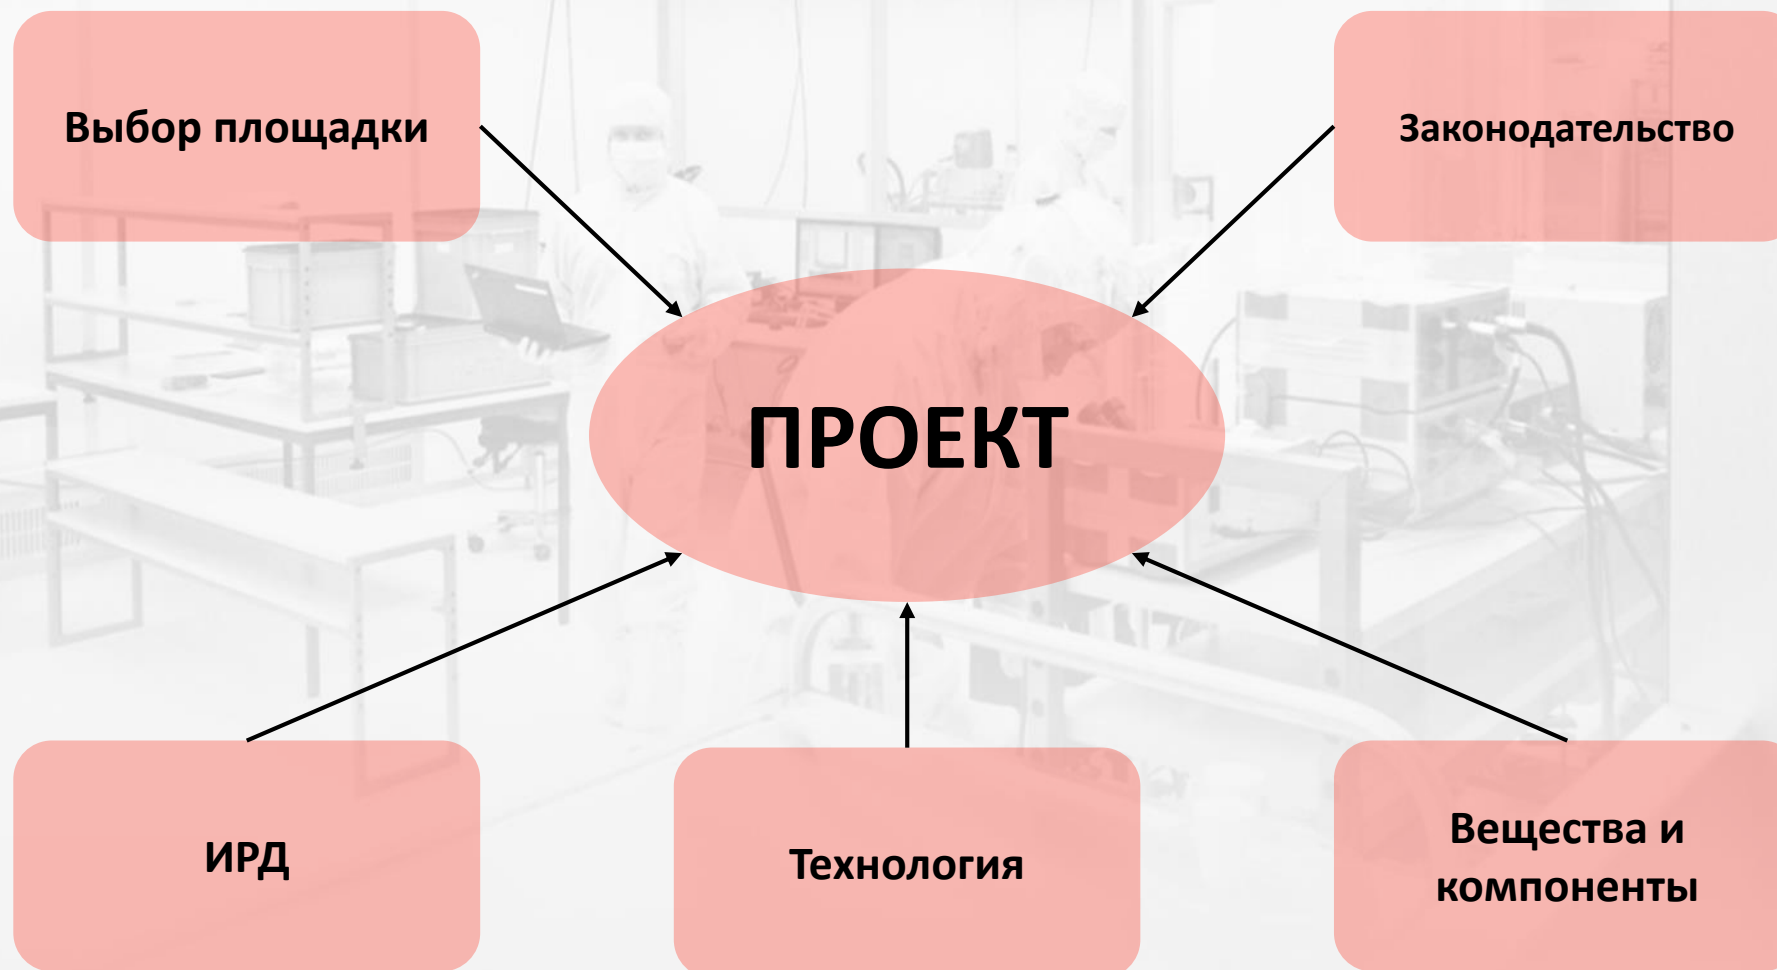 Выбор площадки
Законодательство
ПРОЕКТ
ИРД
Технология
Вещества и
компоненты